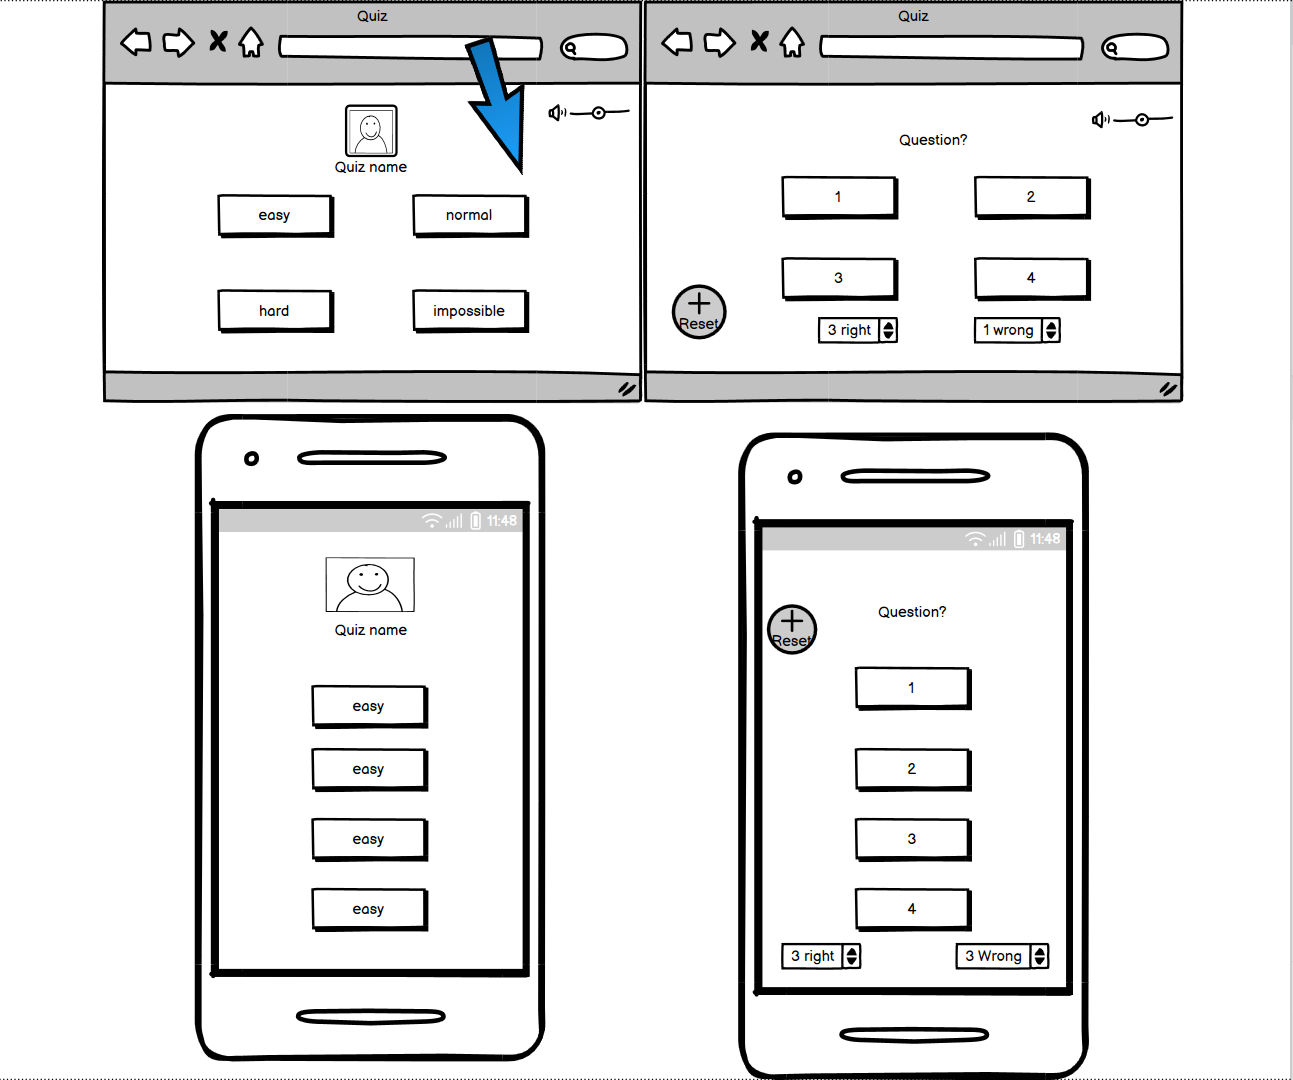 Quiz
Quiz name
easy
normal
hard
impossible
Quiz
Question?
1
2
3
4
Reset
3 right
1 wrong
11:48
Quiz name
easy
easy
easy
easy
11:48
Question?
Reset
1
2
3
4
3 right
3 Wrong